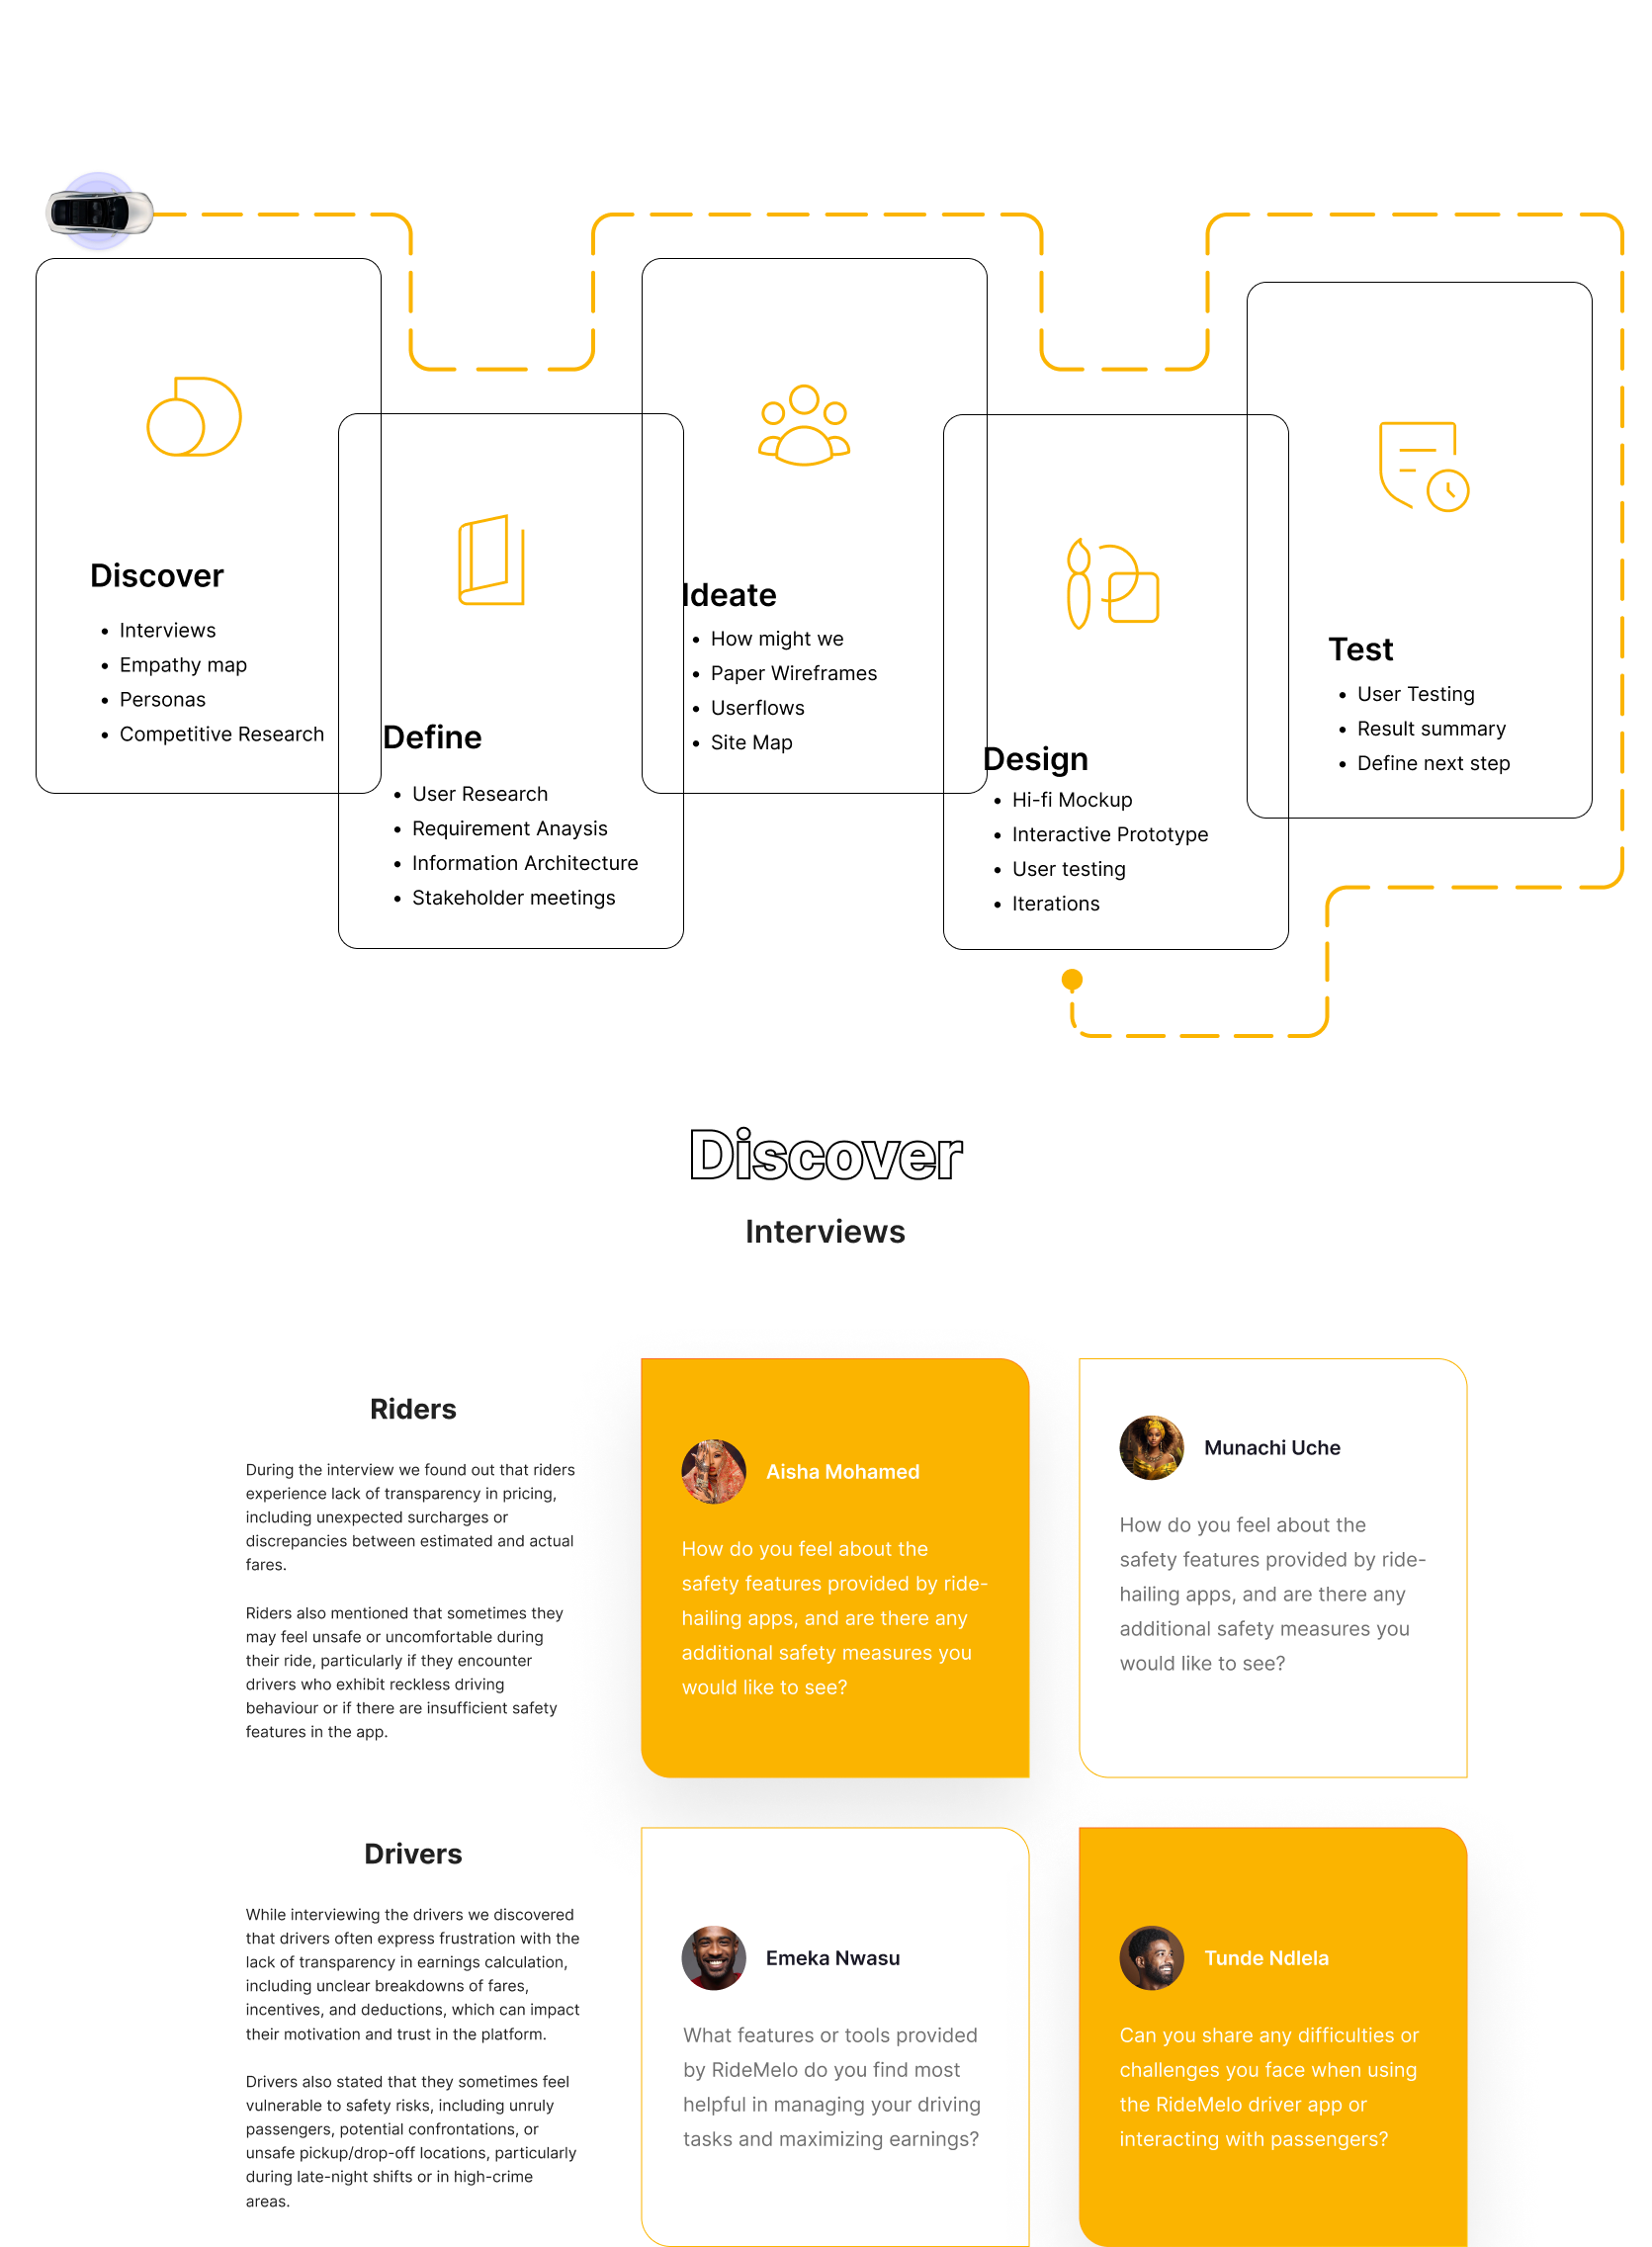 Discover
• Interviews
• Empathy map
• Personas
• Competitive Research
Define
• User Research
• Requirement Anaysis
• Information Architecture
• Stakeholder meetings
Ideate
• How might we
• Paper Wireframes
• Userflows
• Site Map
Design
• Hi-fi Mockup
• Interactive Prototype
• User testing
• Iterations
Test
• User Testing
• Result summary
• Define next step
Discover
Interviews
Riders
During the interview we found out that riders
experience lack of transparency in pricing,
including unexpected surcharges or
discrepancies between estimated and actual
fares.
Riders also mentioned that sometimes they
may feel unsafe or uncomfortable during
their ride, particularly if they encounter
drivers who exhibit reckless driving
behaviour or if there are insufficient safety
features in the app.
Aisha Mohamed
How do you feel about the
safety features provided by ride-
hailing apps, and are there any
additional safety measures you
would like to see?
Munachi Uche
How do you feel about the
safety features provided by ride-
hailing apps, and are there any
additional safety measures you
would like to see?
Drivers
While interviewing the drivers we discovered
that drivers often express frustration with the
lack of transparency in earnings calculation,
including unclear breakdowns of fares,
incentives, and deductions, which can impact
their motivation and trust in the platform.
Drivers also stated that they sometimes feel
vulnerable to safety risks, including unruly
passengers, potential confrontations, or
unsafe pickup/drop-off locations, particularly
during late-night shifts or in high-crime
areas.
Emeka Nwasu
What features or tools provided
by RideMelo do you find most
helpful in managing your driving
tasks and maximizing earnings?
Tunde Ndlela
Can you share any difficulties or
challenges you face when using
the RideMelo driver app or
interacting with passengers?